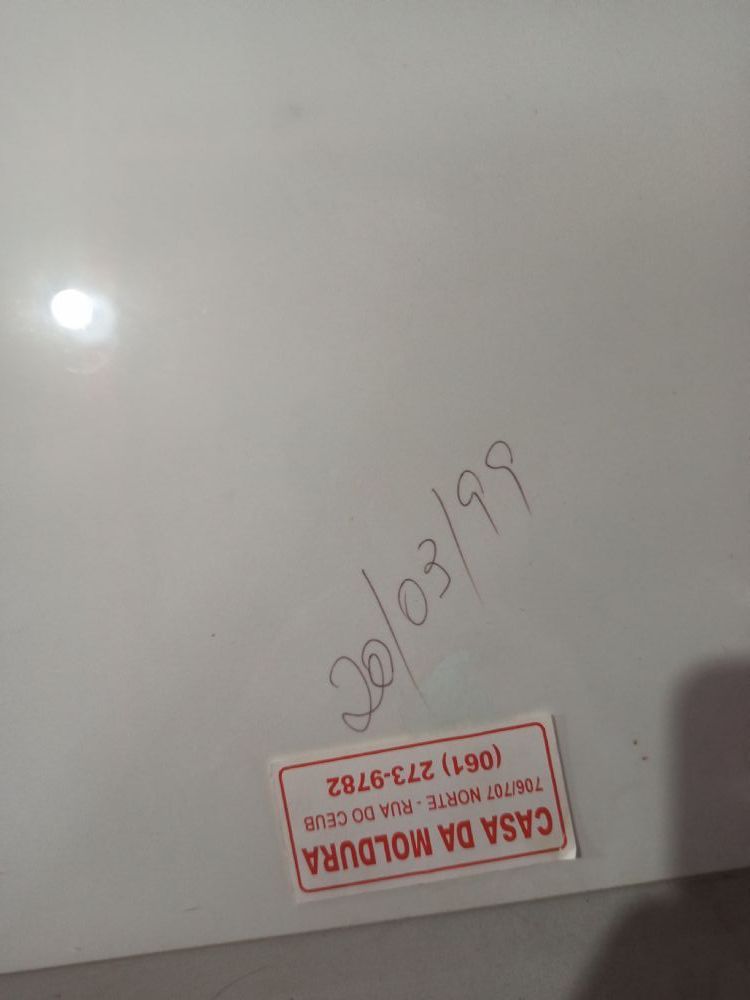 20/03/99
CASA DA MOLDURA
706/707 NORTE - RUA DO CEUB
(061) 273-9782